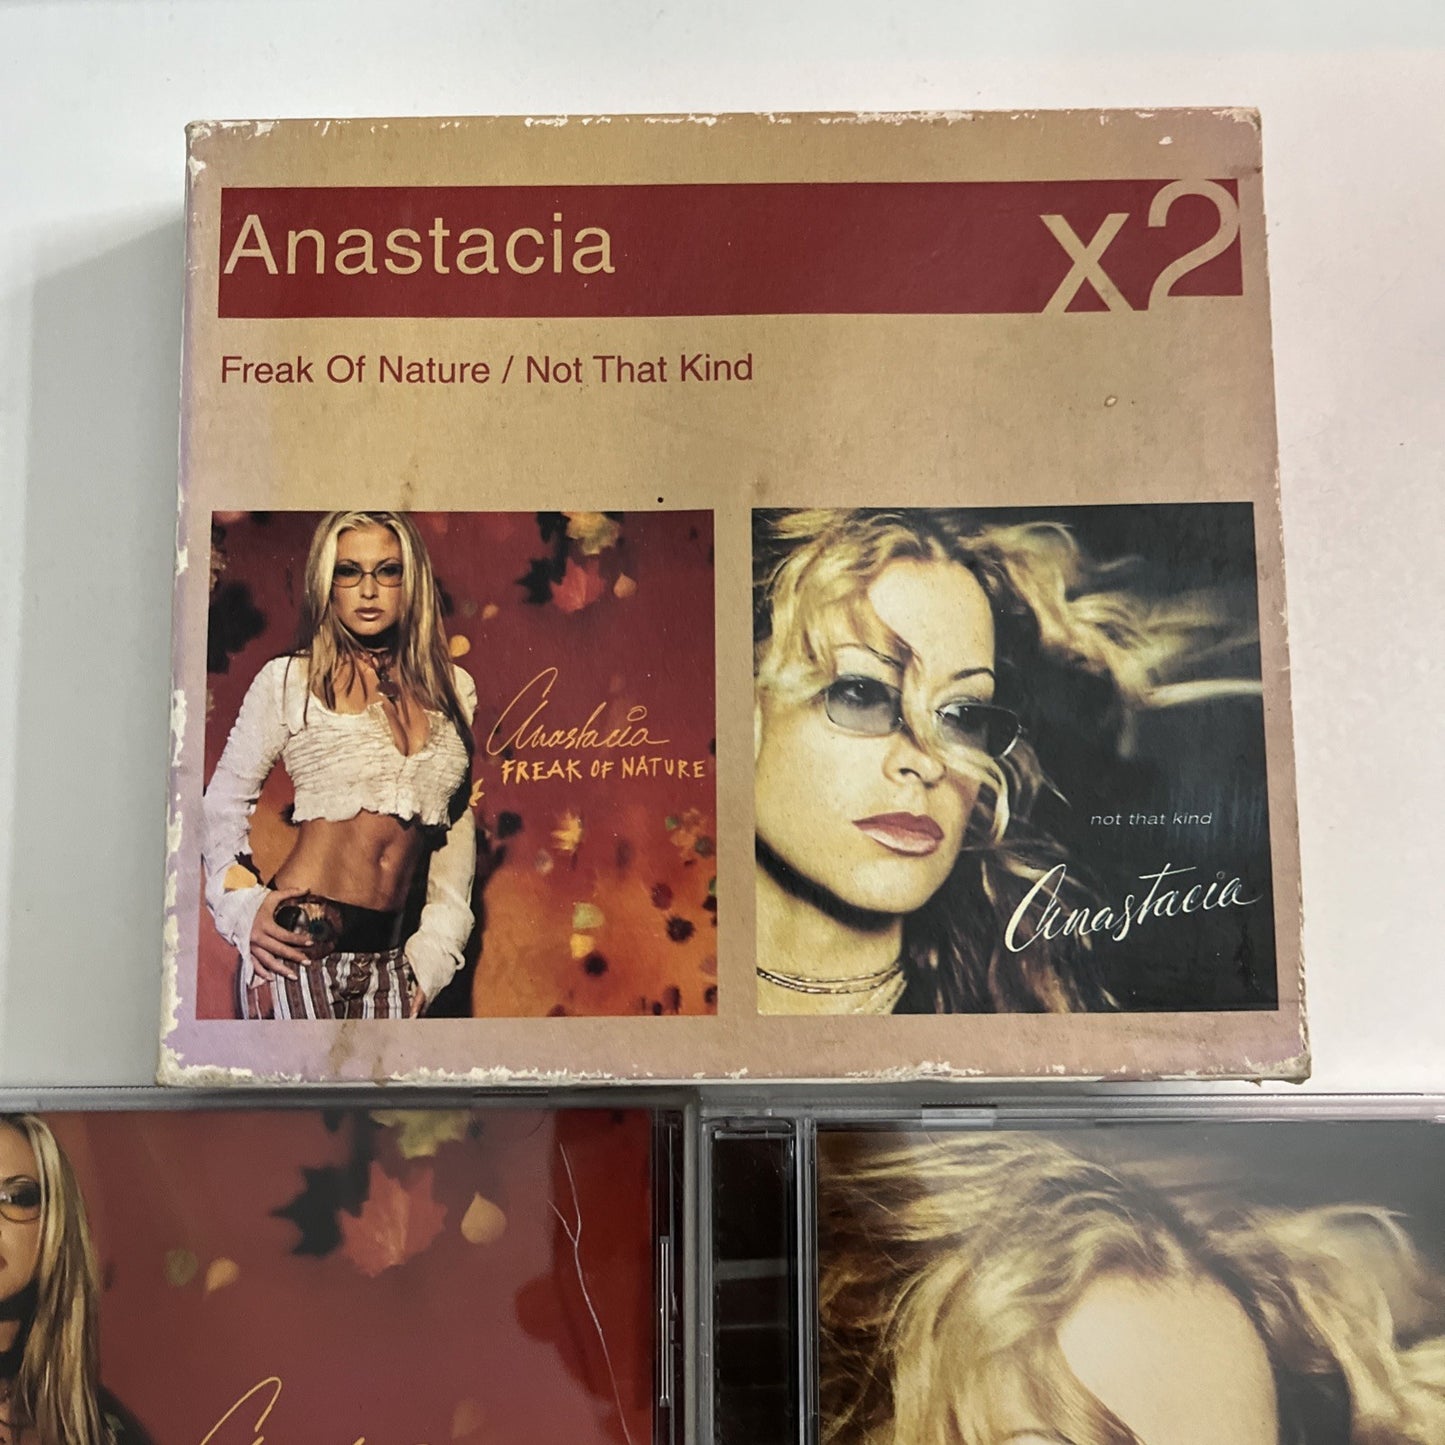 Anastacia x2
Freak Of Nature / Not That Kind
Anastacia
FREAK OF NATURE
not that kind
Anastacia